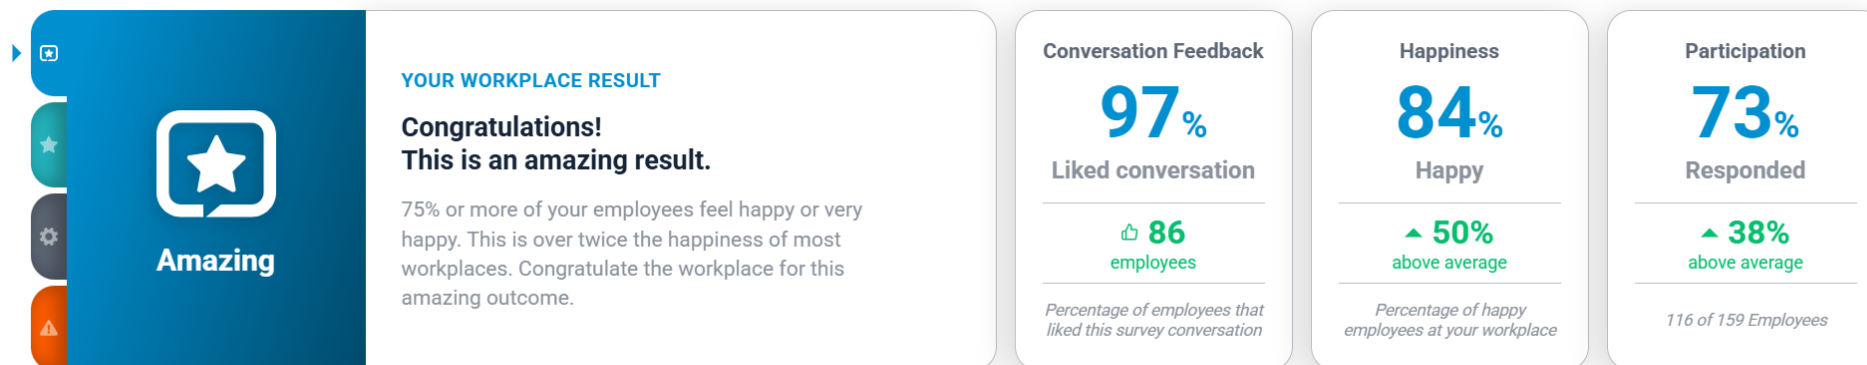 Amazing
YOUR WORKPLACE RESULT
Congratulations!
This is an amazing result.
75% or more of your employees feel happy or very
happy. This is over twice the happiness of most
workplaces. Congratulate the workplace for this
amazing outcome.
Conversation Feedback
97%
Liked conversation
86
employees
Percentage of employees that
liked this survey conversation
Happiness
84%
Happy
50%
above average
Percentage of happy
employees at your workplace
Participation
73%
Responded
38%
above average
116 of 159 Employees